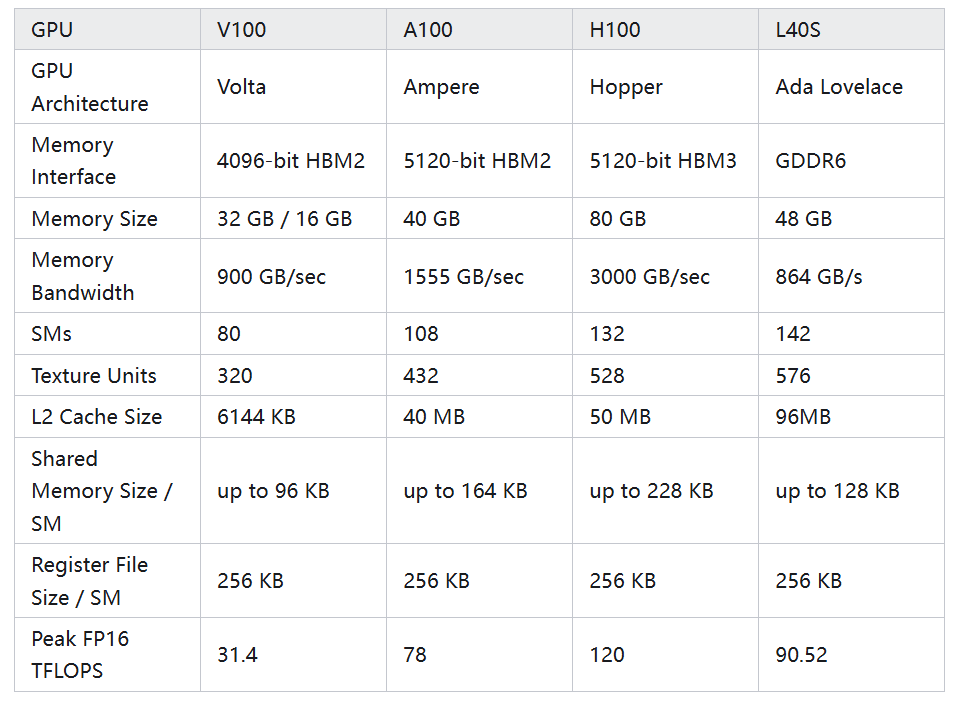 GPU V100 A100 H100 L40S
GPU
Architecture Volta Ampere Hopper Ada Lovelace
Memory
Interface 4096-bit HBM2 5120-bit HBM2 5120-bit HBM3 GDDR6
Memory Size 32 GB / 16 GB 40 GB 80 GB 48 GB
Memory
Bandwidth 900 GB/sec 1555 GB/sec 3000 GB/sec 864 GB/s
SMs 80 108 132 142
Texture Units 320 432 528 576
L2 Cache Size 6144 KB 40 MB 50 MB 96MB
Shared
Memory Size / up to 96 KB up to 164 KB up to 228 KB up to 128 KB
SM
Register File
Size / SM 256 KB 256 KB 256 KB 256 KB
Peak FP16
TFLOPS 31.4 78 120 90.52